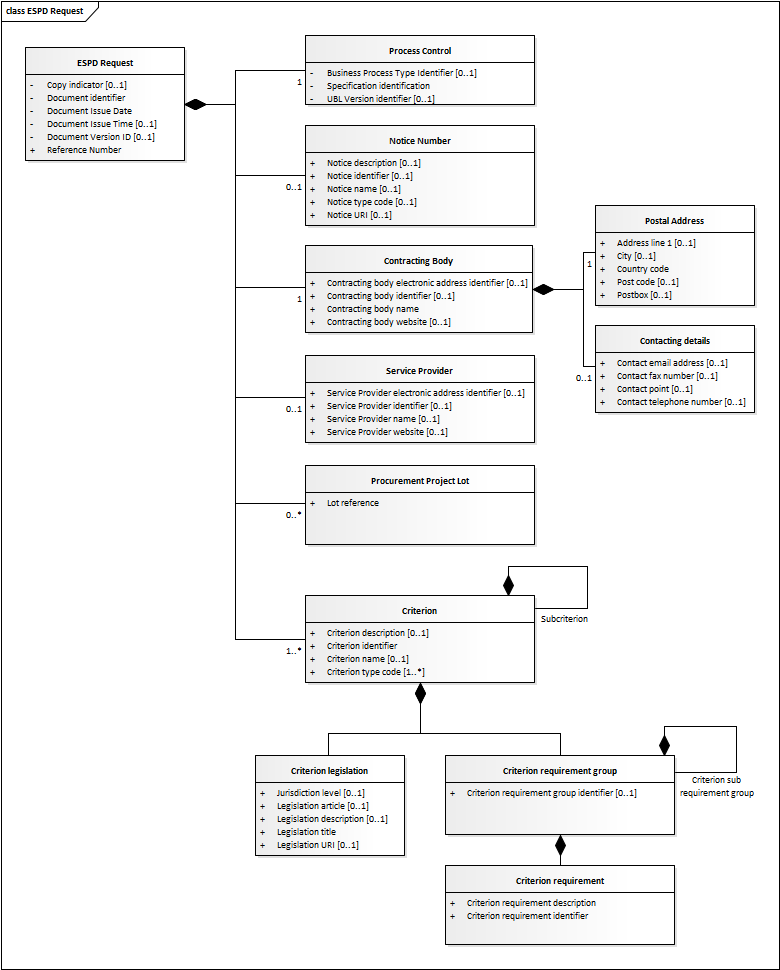 class ESPD Request
ESPD Request
- Copy indicator [0..1]
- Document identifier
- Document Issue Date
- Document Issue Time [0..1]
- Document Version ID [0..1]
+ Reference Number
Process Control
- Business Process Type Identifier [0..1]
- Specification identification
- UBL Version identifier [0..1]
1
Notice Number
+ Notice description [0..1]
+ Notice identifier [0..1]
+ Notice name [0..1]
+ Notice type code [0..1]
+ Notice URI [0..1]
0..1
Contracting Body
+ Contracting body electronic address identifier [0..1]
+ Contracting body identifier [0..1]
+ Contracting body name
+ Contracting body website [0..1]
1
Postal Address
+ Address line 1 [0..1]
+ City [0..1]
+ Country code
+ Post code [0..1]
+ Postbox [0..1]
1
Contacting details
+ Contact email address [0..1]
+ Contact fax number [0..1]
+ Contact point [0..1]
+ Contact telephone number [0..1]
0..1
Service Provider
+ Service Provider electronic address identifier [0..1]
+ Service Provider identifier [0..1]
+ Service Provider name [0..1]
+ Service Provider website [0..1]
0..1
Procurement Project Lot
+ Lot reference
0..*
Criterion
+ Criterion description [0..1]
+ Criterion identifier
+ Criterion name [0..1]
+ Criterion type code [1..*]
1..*
Subcriterion
Criterion legislation
+ Jurisdiction level [0..1]
+ Legislation article [0..1]
+ Legislation description [0..1]
+ Legislation title
+ Legislation URI [0..1]
Criterion requirement group
+ Criterion requirement group identifier [0..1]
Criterion sub
requirement group
Criterion requirement
+ Criterion requirement description
+ Criterion requirement identifier